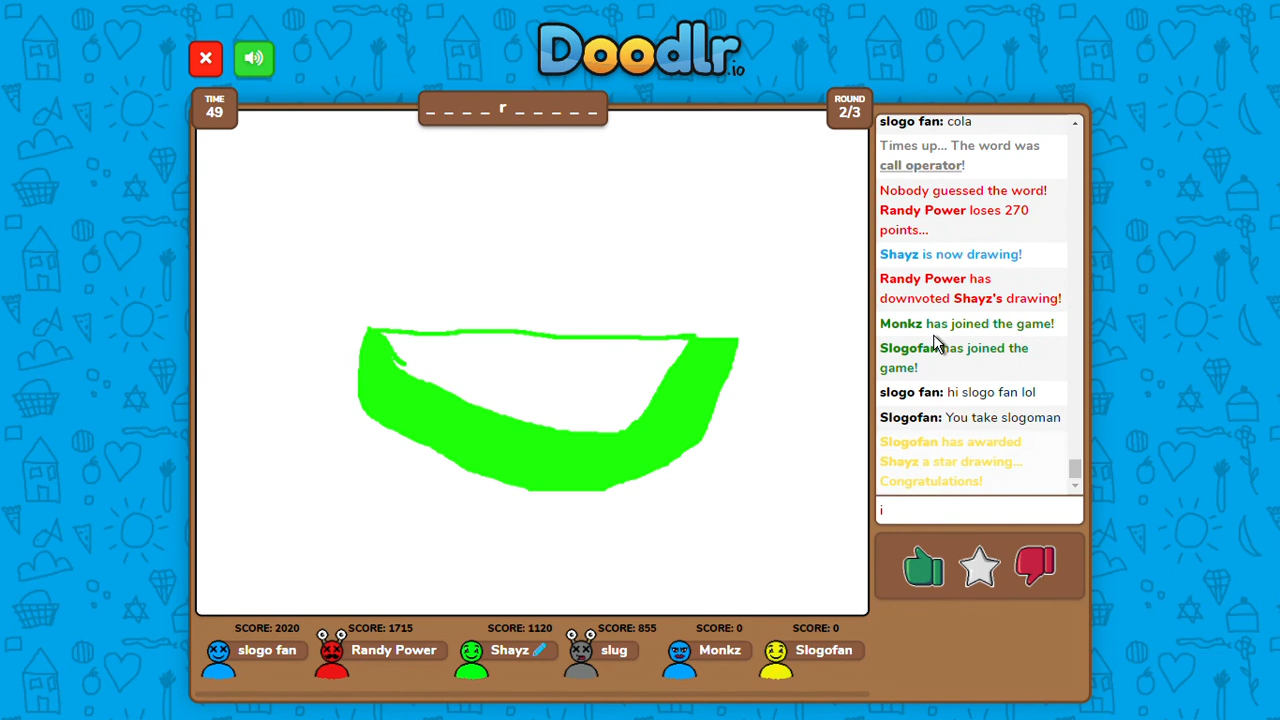 Doodlr.io
TIME
49
_ _ _ _ r _ _ _ _ _
ROUND
2/3
slogo fan: cola
Times up... The word was
call operator!
Nobody guessed the word!
Randy Power loses 270
points...
Shayz is now drawing!
Randy Power has
downvoted Shayz's drawing!
Monkz has joined the game!
Slogofan has joined the
game!
slogo fan: hi slogo fan lol
Slogofan: You take slogoman
Slogofan has awarded
Shayz a star drawing...
Congratulations!
i
SCORE: 2020
slogo fan
SCORE: 1715
Randy Power
SCORE: 1120
Shayz
SCORE: 855
slug
SCORE: 0
Monkz
SCORE: 0
Slogofan